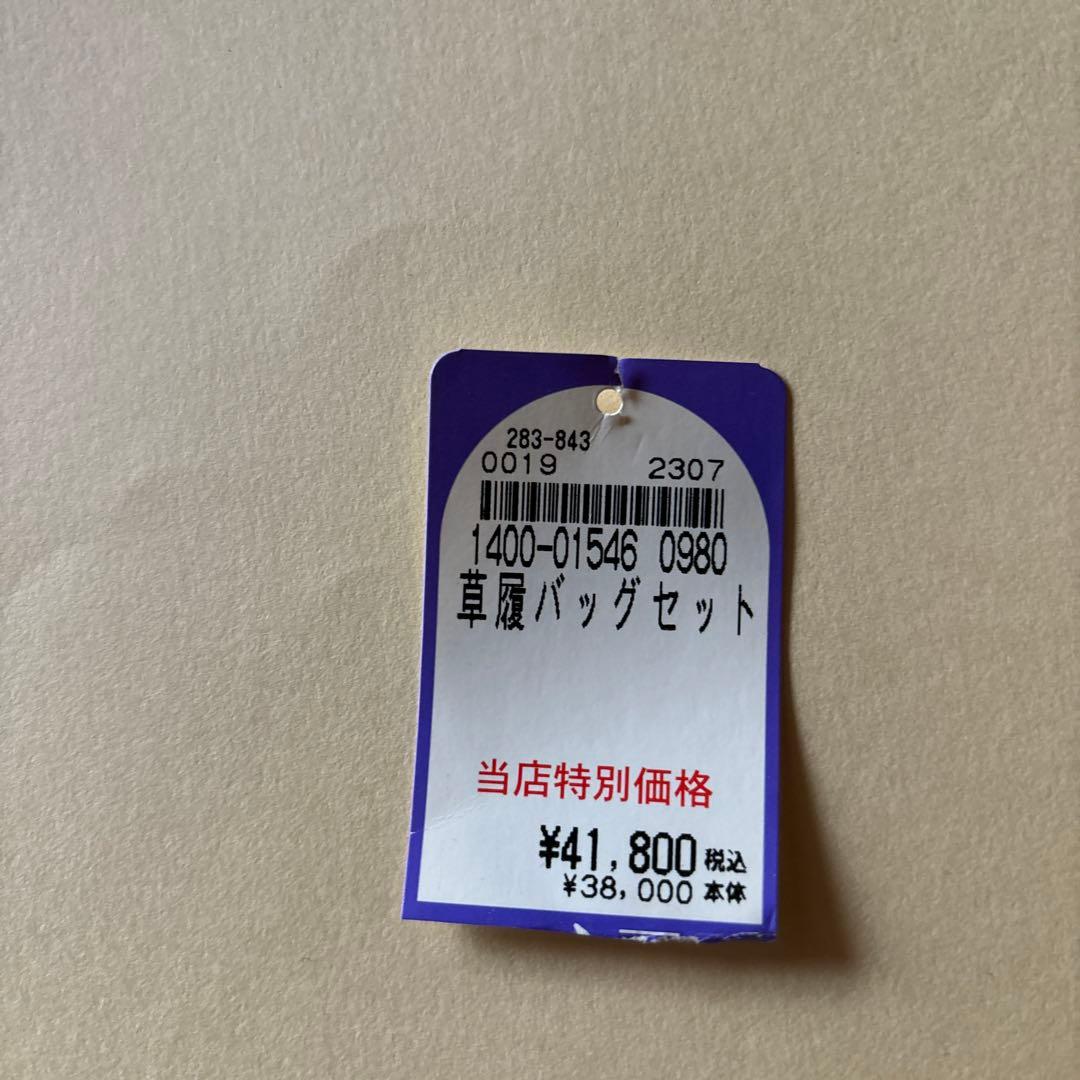 283-843
0019 2307
1400-01546 0980
草履バッグセット
当店特別価格
¥41,800 税込
¥38,000 本体